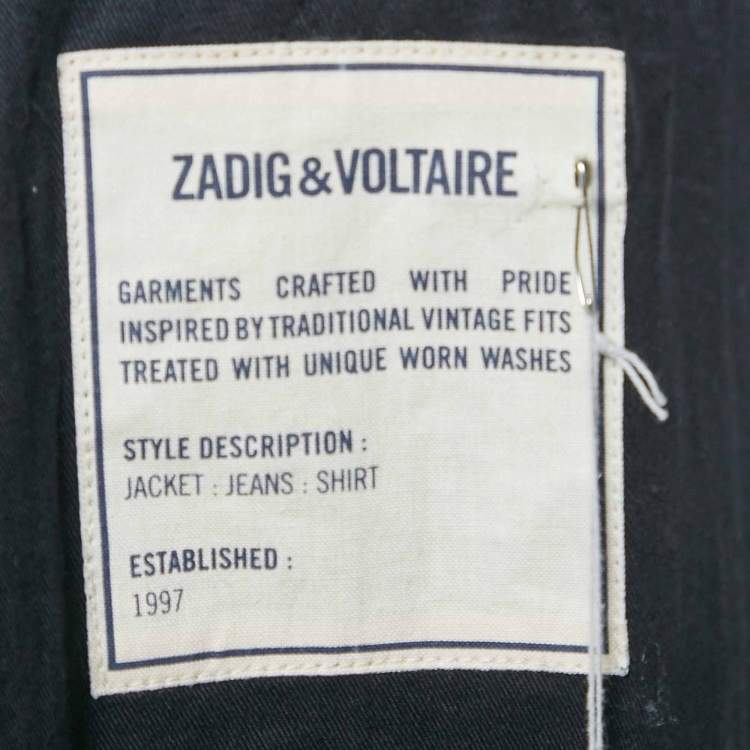 ZADIG&VOLTAIRE
GARMENTS CRAFTED WITH PRIDE
INSPIRED BY TRADITIONAL VINTAGE FITS
TREATED WITH UNIQUE WORN WASHES
STYLE DESCRIPTION :
JACKET : JEANS : SHIRT
ESTABLISHED :
1997